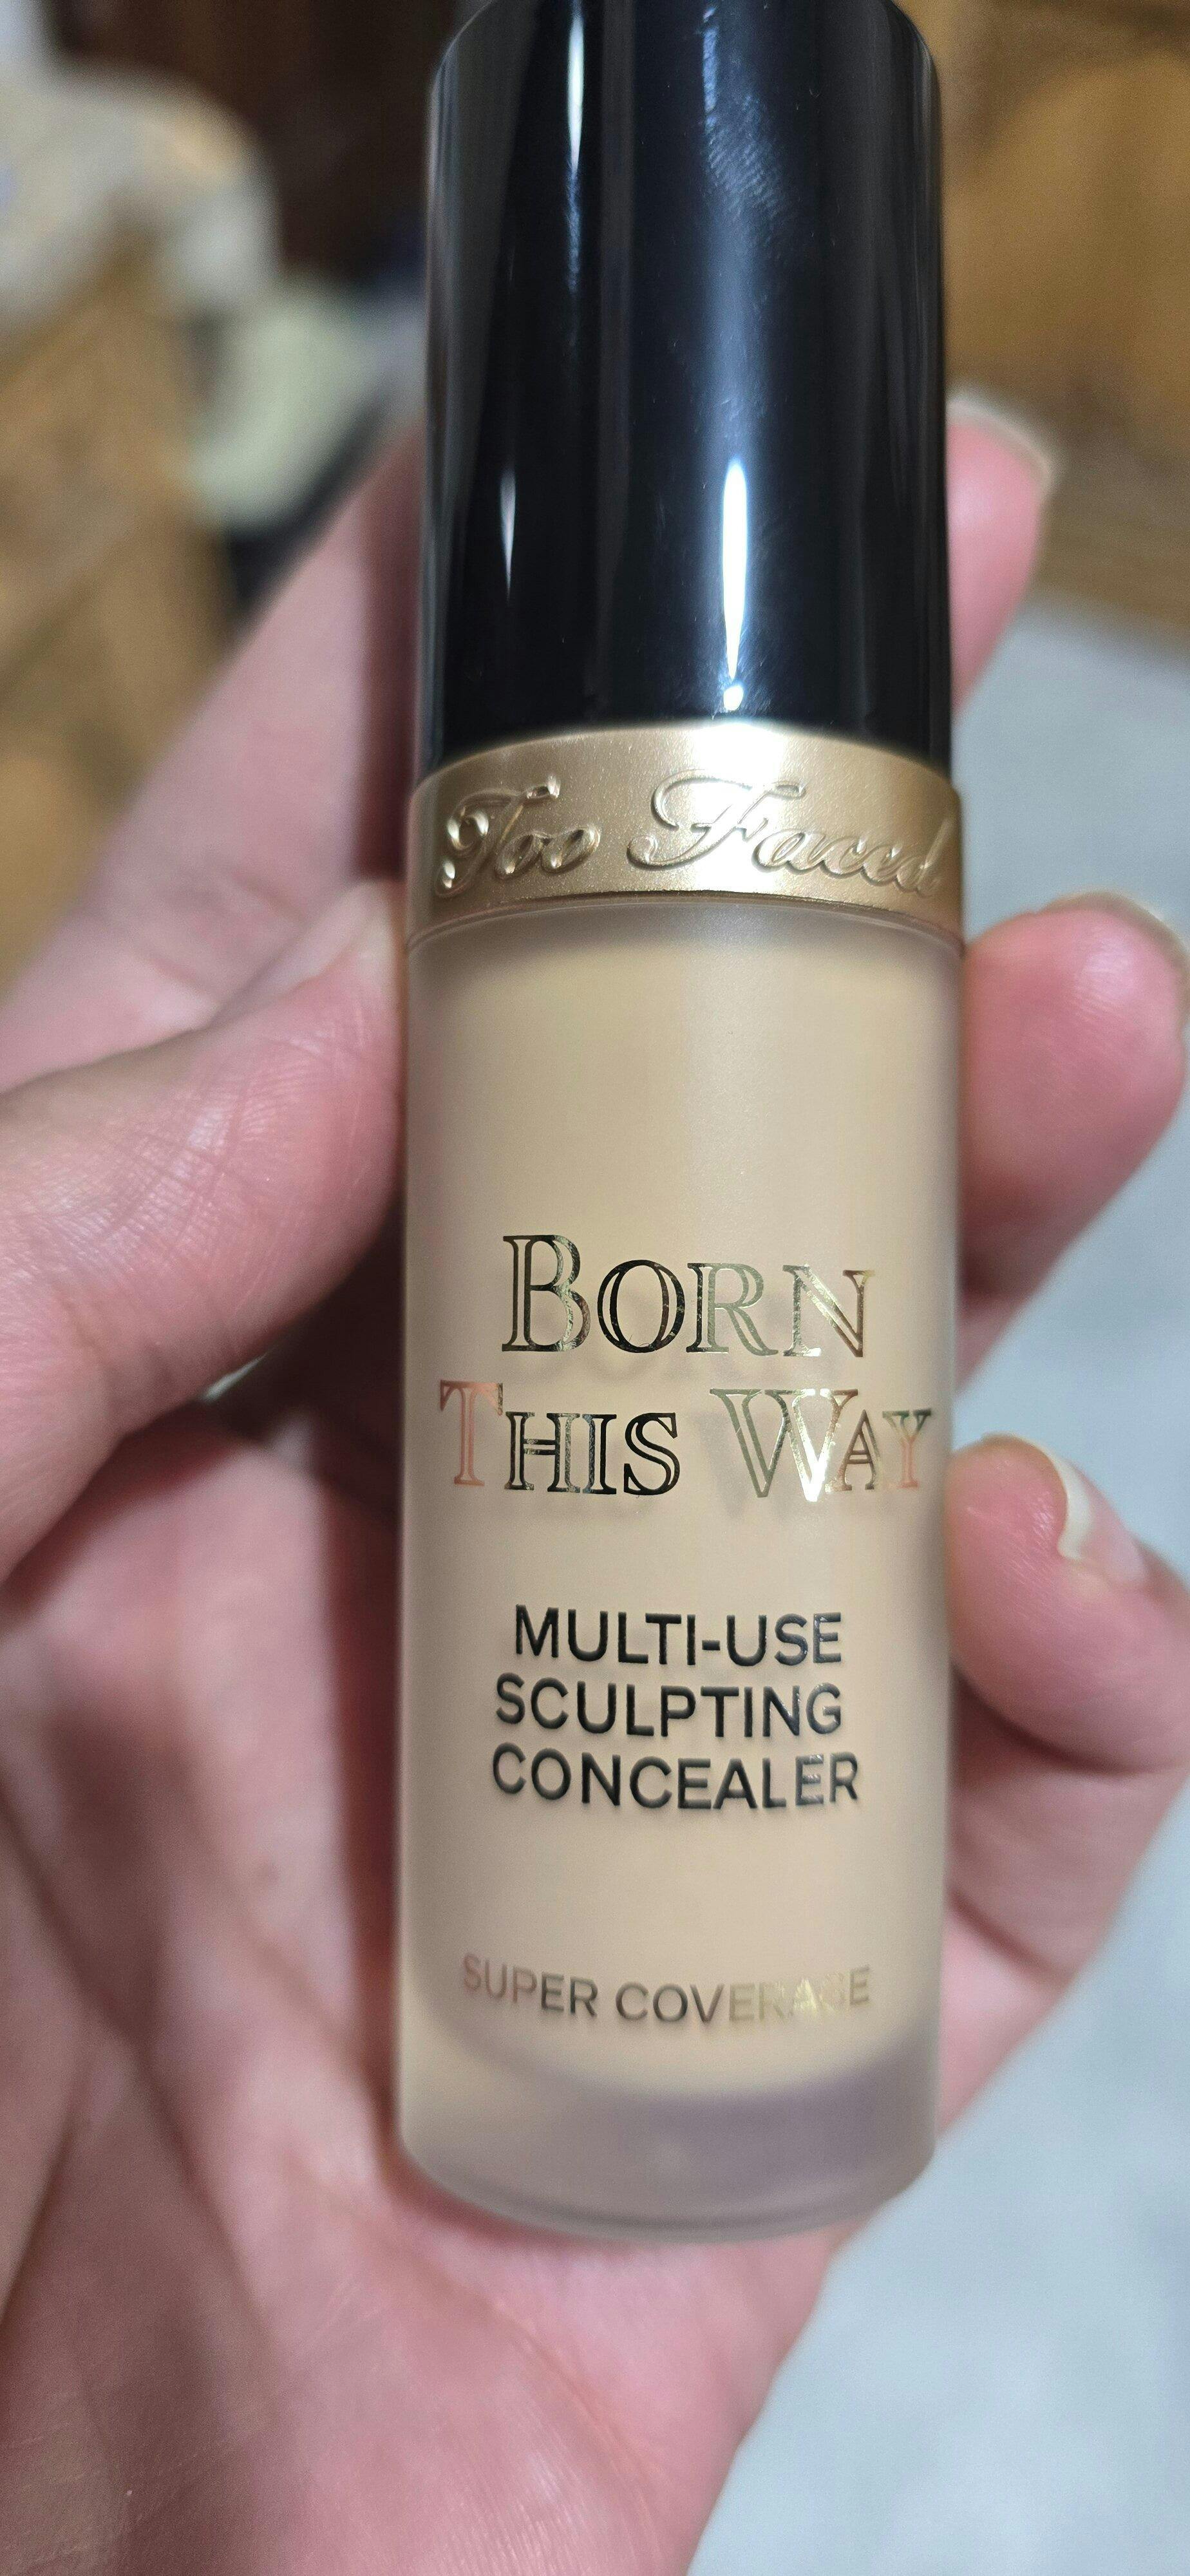 Too Faced
BORN
THIS WAY
MULTI-USE
SCULPTING
CONCEALER
SUPER COVERAGE